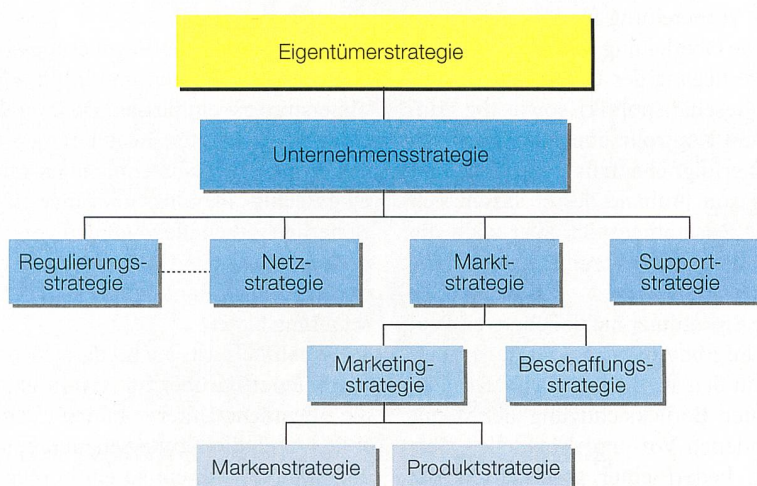 Eigentümerstrategie
Unternehmensstrategie
Regulierungs-
strategie
Netz-
strategie
Markt-
strategie
Support-
strategie
Marketing-
strategie
Beschaffungs-
strategie
Markenstrategie
Produktstrategie